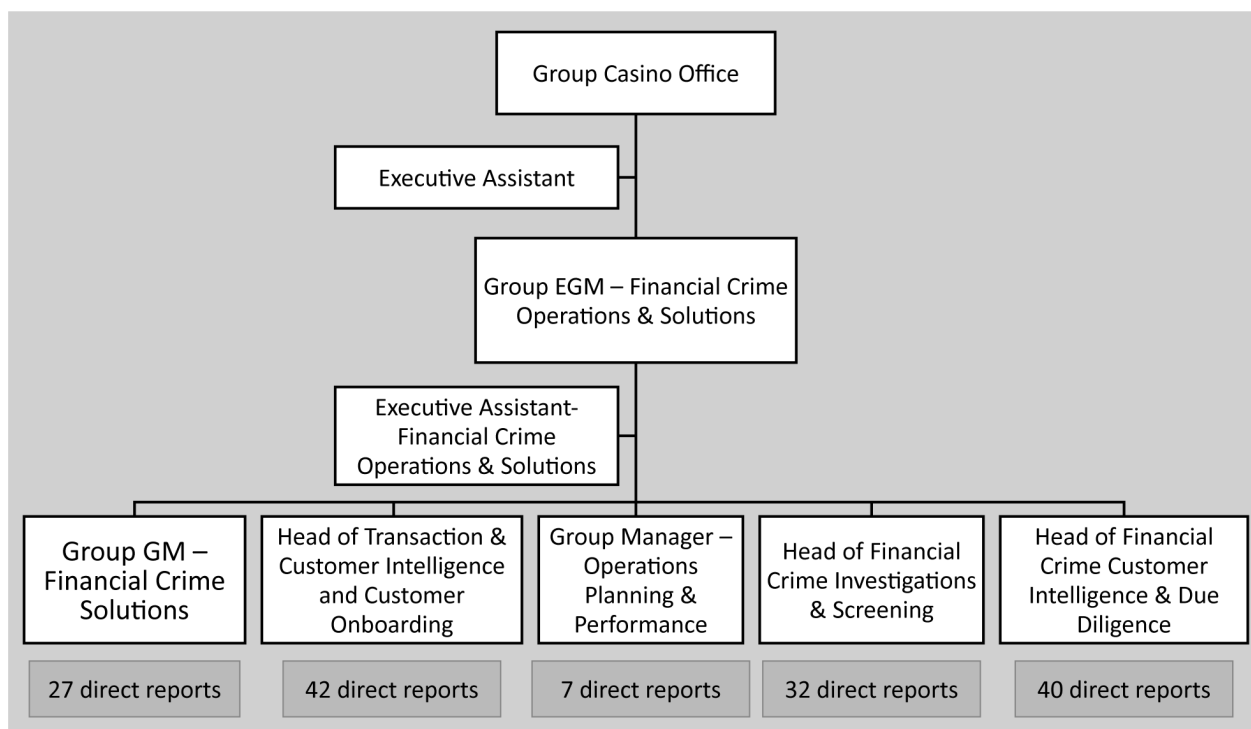 Group Casino Office
Executive Assistant
Group EGM – Financial Crime
Operations & Solutions
Executive Assistant-
Financial Crime
Operations & Solutions
Group GM –
Financial Crime
Solutions
Head of Transaction &
Customer Intelligence
and Customer
Onboarding
Group Manager –
Operations
Planning &
Performance
Head of Financial
Crime Investigations
& Screening
Head of Financial
Crime Customer
Intelligence & Due
Diligence
27 direct reports
42 direct reports
7 direct reports
32 direct reports
40 direct reports